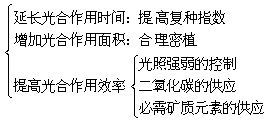 延长光合作用时间：提高复种指数
增加光合作用面积：合理密植
提高光合作用效率
光照强弱的控制
二氧化碳的供应
必需矿质元素的供应